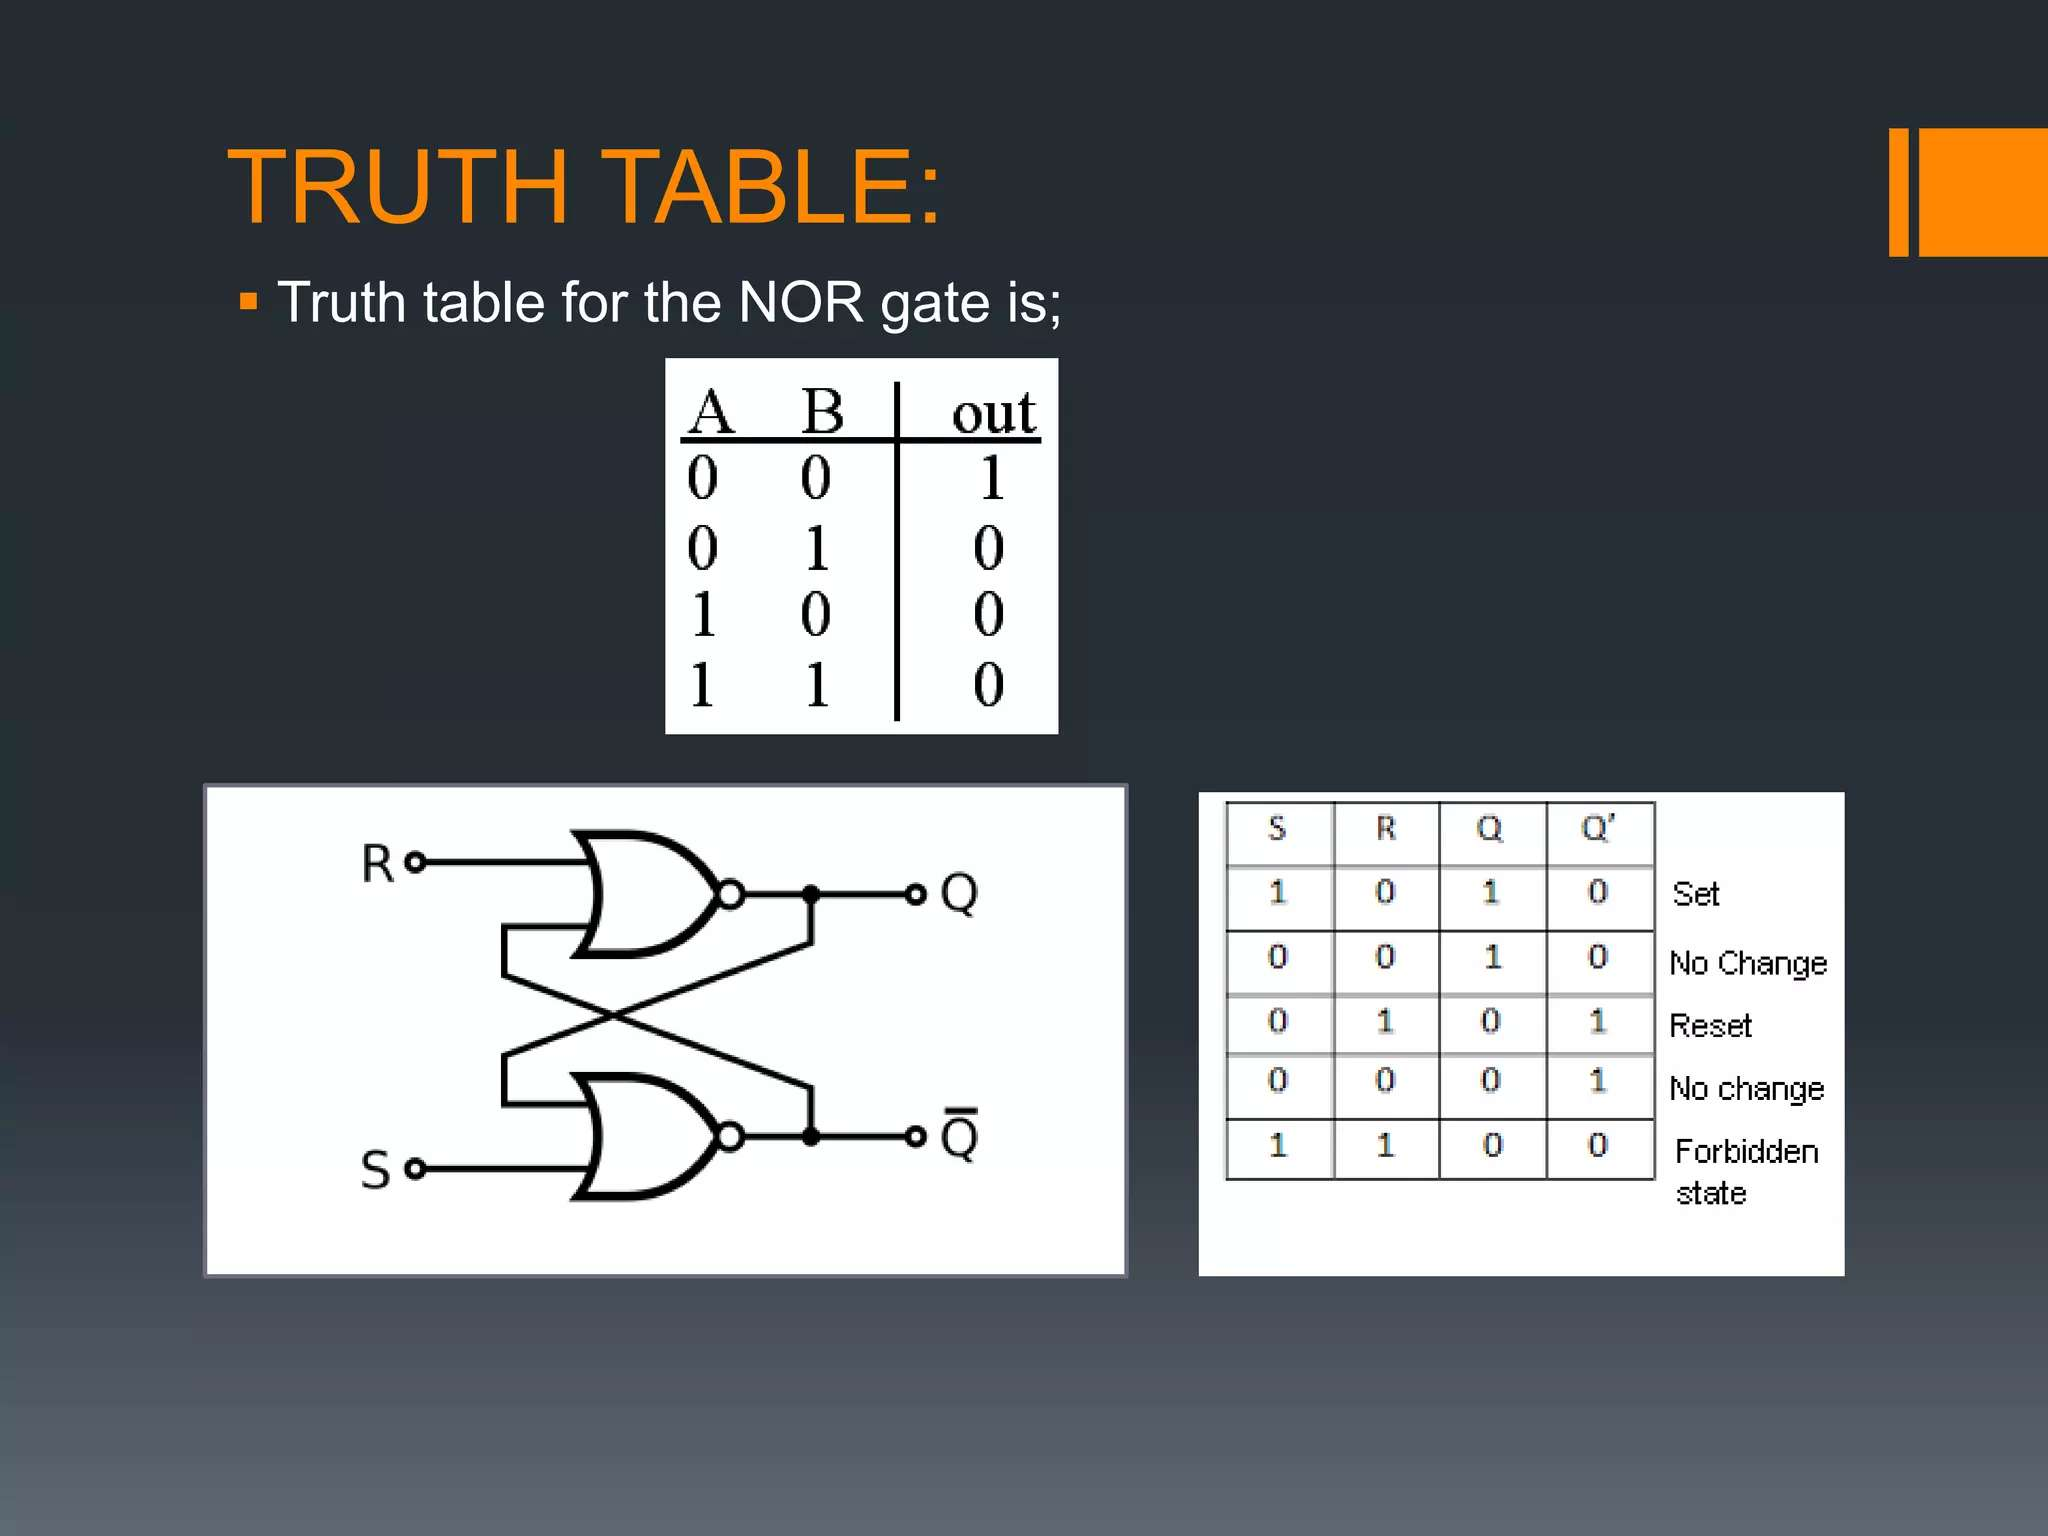 TRUTH TABLE:
▪ Truth table for the NOR gate is;
A B out
0 0 1
0 1 0
1 0 0
1 1 0
R Q
S Q̅
S R Q Q’
1 0 1 0 Set
0 0 1 0 No Change
0 1 0 1 Reset
0 0 0 1 No change
1 1 0 0 Forbidden
state